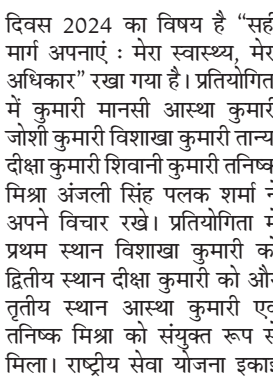 दिवस 2024 का विषय है “सही
मार्ग अपनाएं : मेरा स्वास्थ्य, मेरा
अधिकार” रखा गया है। प्रतियोगिता
में कुमारी मानसी आस्था कुमारी
जोशी कुमारी विशाखा कुमारी तान्या
दीक्षा कुमारी शिवानी कुमारी तनिष्क
मिश्रा अंजली सिंह पलक शर्मा ने
अपने विचार रखे। प्रतियोगिता में
प्रथम स्थान विशाखा कुमारी को
द्वितीय स्थान दीक्षा कुमारी को और
तृतीय स्थान आस्था कुमारी एवं
तनिष्क मिश्रा को संयुक्त रूप से
मिला। राष्ट्रीय सेवा योजना इकाई